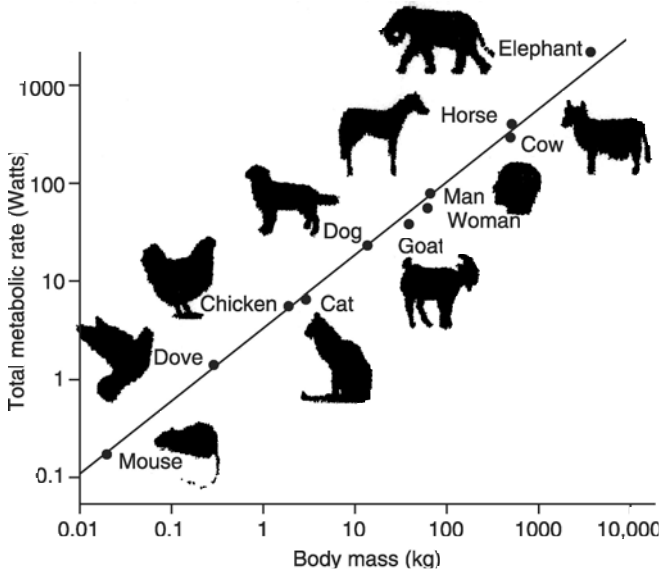 Elephant
1000
Horse
Cow
100
Man
Woman
Dog
Goat
10
Chicken
Cat
Dove
1
Mouse
0.1
0.01 0.1 1 10 100 1000 10,000
Body mass (kg)
Total metabolic rate (Watts)